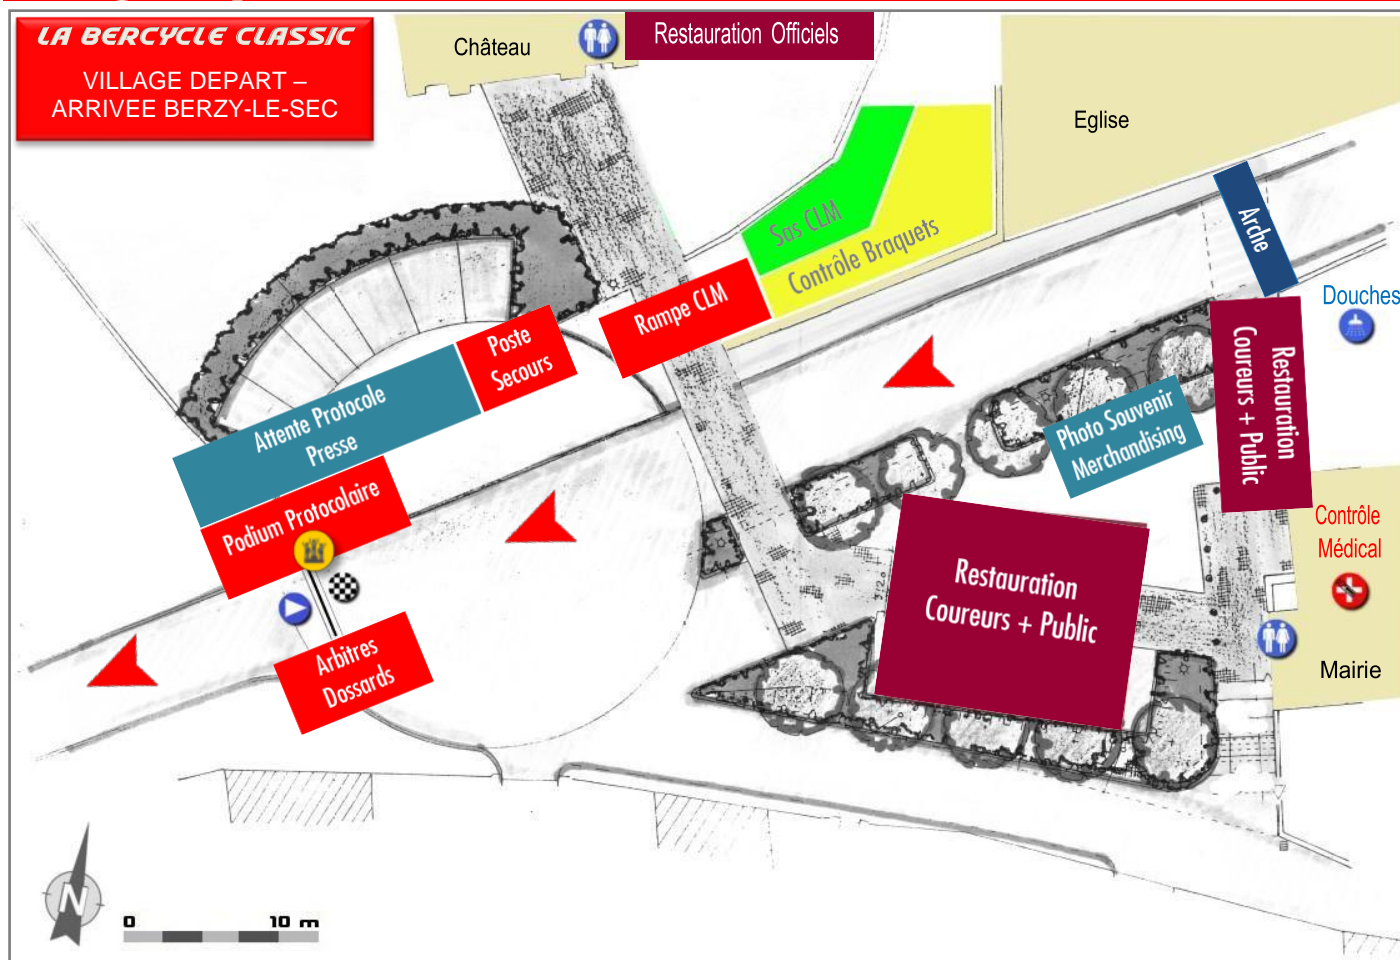 LA BERCYCLE CLASSIC
VILLAGE DEPART –
ARRIVEE BERZY-LE-SEC
Château
Restauration Officiels
Eglise
Sas CLM
Contrôle Braquets
Arche
Rampe CLM
Douches
Poste
Secours
Attente Protocole
Presse
Photo Souvenir
Merchandising
Restauration
Coureurs + Public
Podium Protocolaire
Contrôle
Médical
Restauration
Coureurs + Public
Arbitres
Dossards
Mairie
N
0 10 m